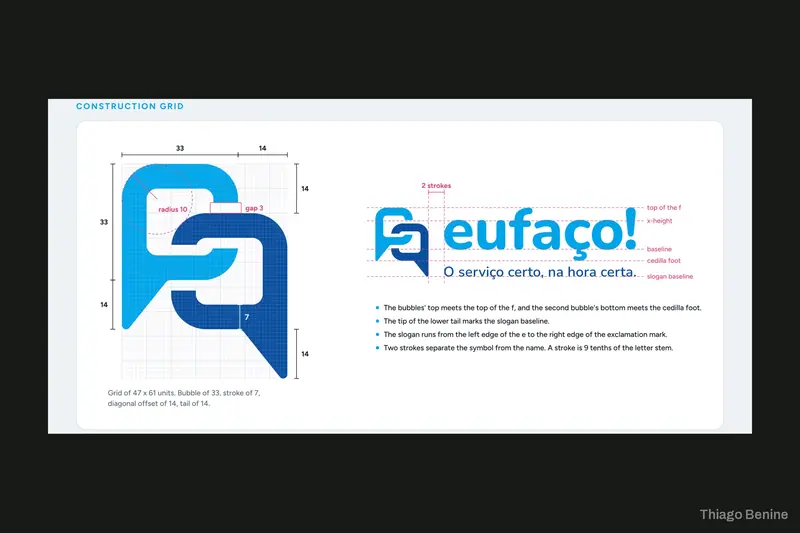 CONSTRUCTION GRID
33
14
14
33
radius 10
gap 3
14
7
14
Grid of 47 x 61 units. Bubble of 33, stroke of 7,
diagonal offset of 14, tail of 14.
2 strokes
top of the f
x-height
baseline
cedilla foot
slogan baseline
eufaço!
O serviço certo, na hora certa.
The bubbles' top meets the top of the f, and the second bubble's bottom meets the cedilla foot.
The tip of the lower tail marks the slogan baseline.
The slogan runs from the left edge of the e to the right edge of the exclamation mark.
Two strokes separate the symbol from the name. A stroke is 9 tenths of the letter stem.
Thiago Benine